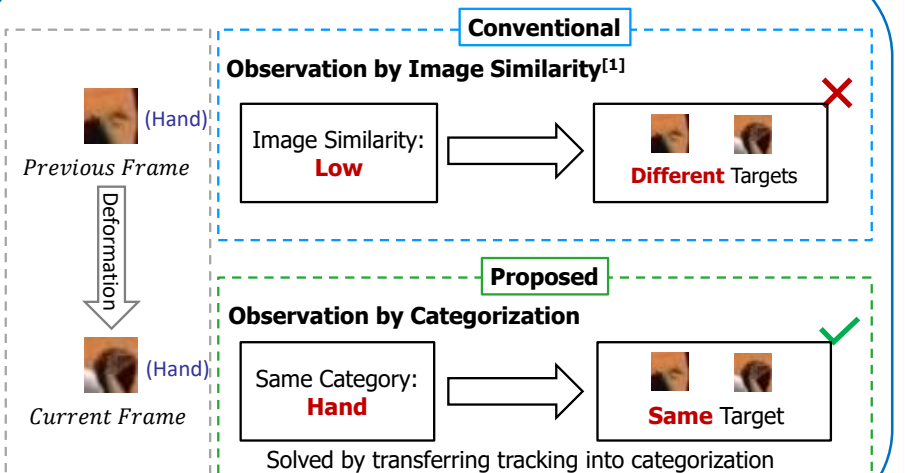 Conventional
Observation by Image Similarity[1]
(Hand)
Previous Frame
Image Similarity:
Low
Different Targets
Deformation
Proposed
Observation by Categorization
(Hand)
Current Frame
Same Category:
Hand
Same Target
Solved by transferring tracking into categorization